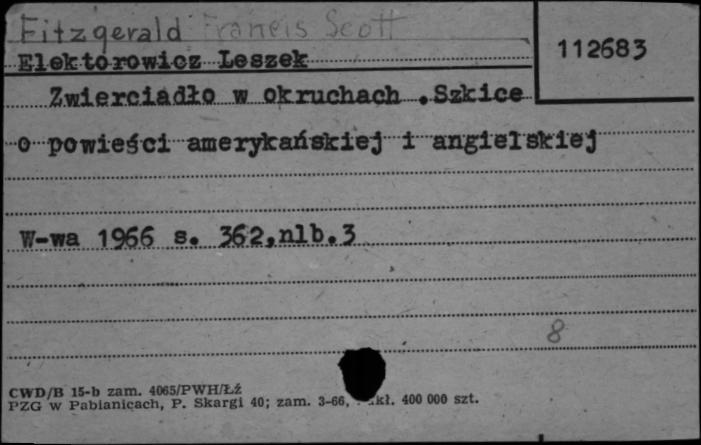 Fitzgerald Francis Scott
112683
Elektorowicz Leszek
Zwierciadło w okruchach .Szkice
o powieści amerykańskiej i angielskiej
W-wa 1966 s. 362,nlb.3
8
CWD/B 15-b zam. 4065/PWH/Łź
PZG w Pabianicach, P. Skargi 40; zam. 3-66, kł. 400 000 szt.